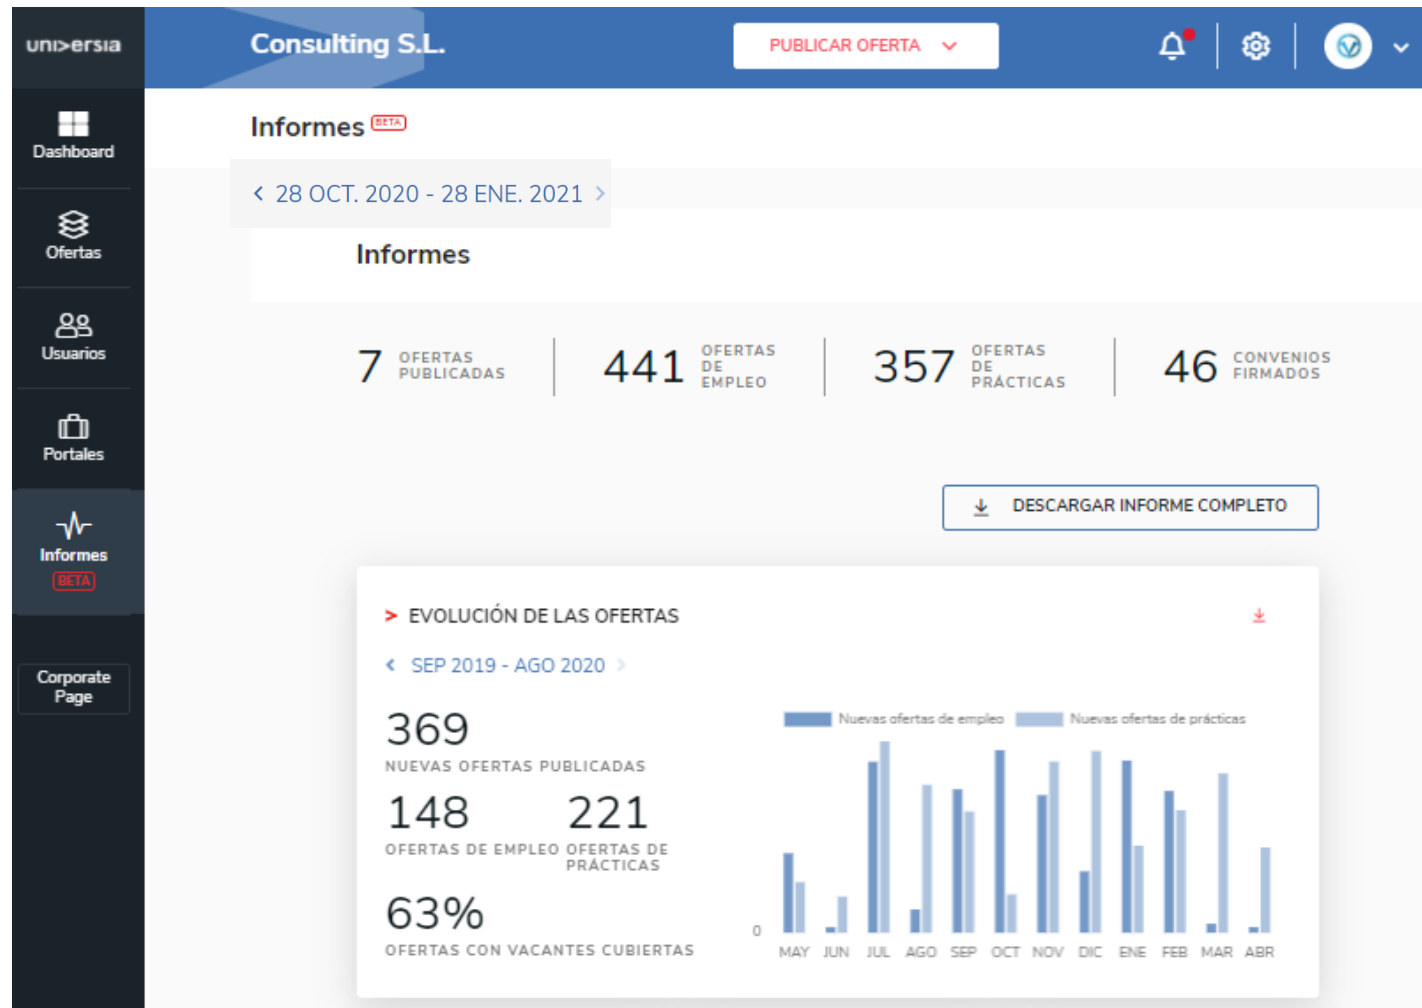 uni>ersia
Consulting S.L.
PUBLICAR OFERTA
Dashboard
Ofertas
Usuarios
Portales
Informes
BETA
Corporate
Page
Informes BETA
< 28 OCT. 2020 - 28 ENE. 2021 >
Informes
7 OFERTAS
PUBLICADAS
441 OFERTAS
DE
EMPLEO
357 OFERTAS
DE
PRÁCTICAS
46 CONVENIOS
FIRMADOS
DESCARGAR INFORME COMPLETO
> EVOLUCIÓN DE LAS OFERTAS
< SEP 2019 - AGO 2020 >
369
NUEVAS OFERTAS PUBLICADAS
148
OFERTAS DE EMPLEO
221
OFERTAS DE
PRÁCTICAS
63%
OFERTAS CON VACANTES CUBIERTAS
Nuevas ofertas de empleo Nuevas ofertas de prácticas
0
MAY JUN JUL AGO SEP OCT NOV DIC ENE FEB MAR ABR